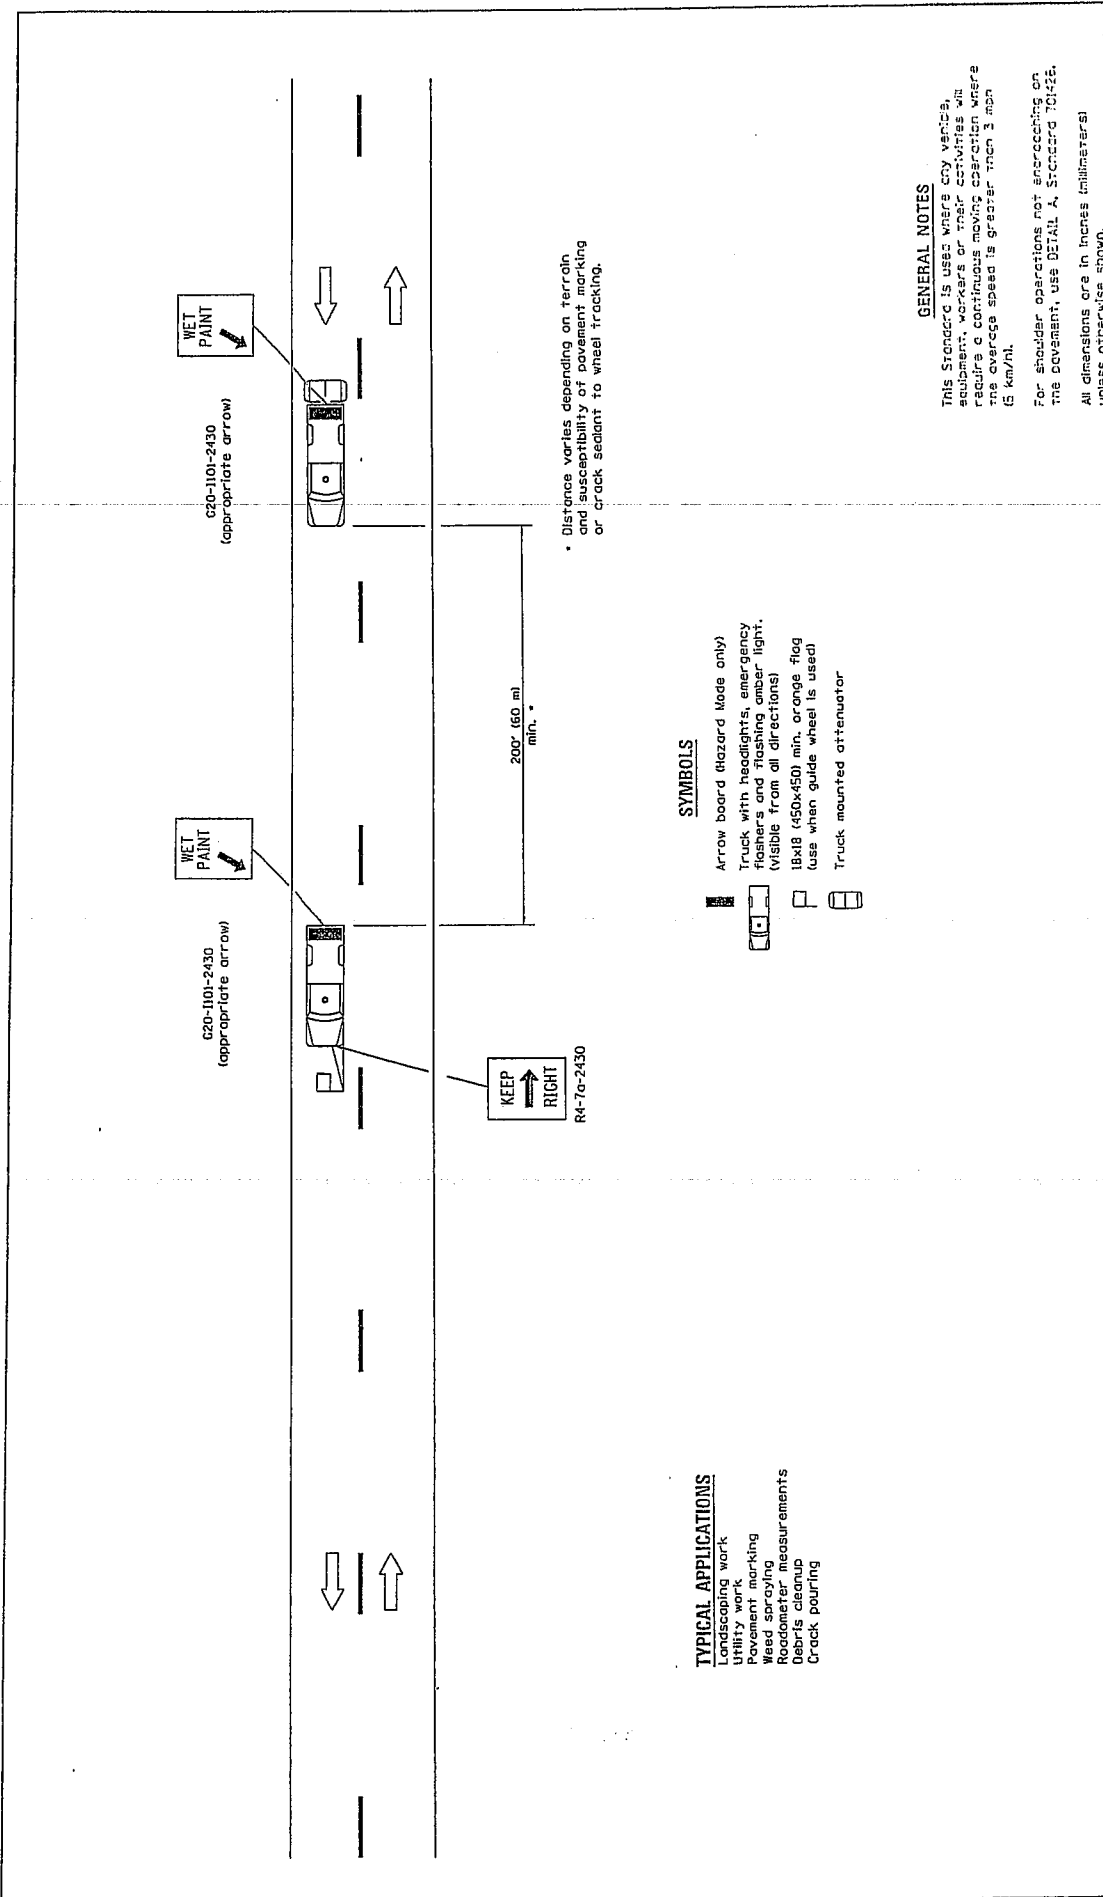 WET
PAINT
G20-I101-2430
(appropriate arrow)
WET
PAINT
G20-I101-2430
(appropriate arrow)
KEEP
RIGHT
R4-7a-2430
200' (60 m)
min. *
* Distance varies depending on terrain
and susceptibility of pavement marking
or crack sealant to wheel tracking.
TYPICAL APPLICATIONS
Landscaping work
Utility work
Pavement marking
Weed spraying
Roadometer measurements
Debris cleanup
Crack pouring
SYMBOLS
Arrow board (Hazard Mode only)
Truck with headlights, emergency
flashers and flashing amber light.
(visible from all directions)
18x18 (450x450) min. orange flag
(use when guide wheel is used)
Truck mounted attenuator
GENERAL NOTES
This Standard is used where any vehicle,
equipment, workers or their activities will
require a continuous moving operation where
the average speed is greater than 3 mph
(5 km/h).
For shoulder operations not encroaching on
the pavement, use DETAIL A, Standard 701426.
All dimensions are in inches (millimeters)
unless otherwise shown.